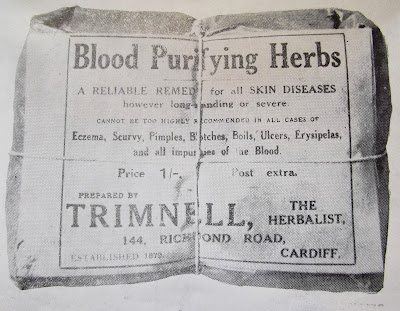 Blood Purifying Herbs
A RELIABLE REMEDY for all SKIN DISEASES
however long-standing or severe.
CANNOT BE TOO HIGHLY RECOMMENDED IN ALL CASES OF
Eczema, Scurvy, Pimples, Blotches, Boils, Ulcers, Erysipelas,
and all impurities of the Blood.
Price 1/-. Post extra.
PREPARED BY
TRIMNELL, THE
HERBALIST,
144, RICHMOND ROAD,
CARDIFF.
ESTABLISHED 1879